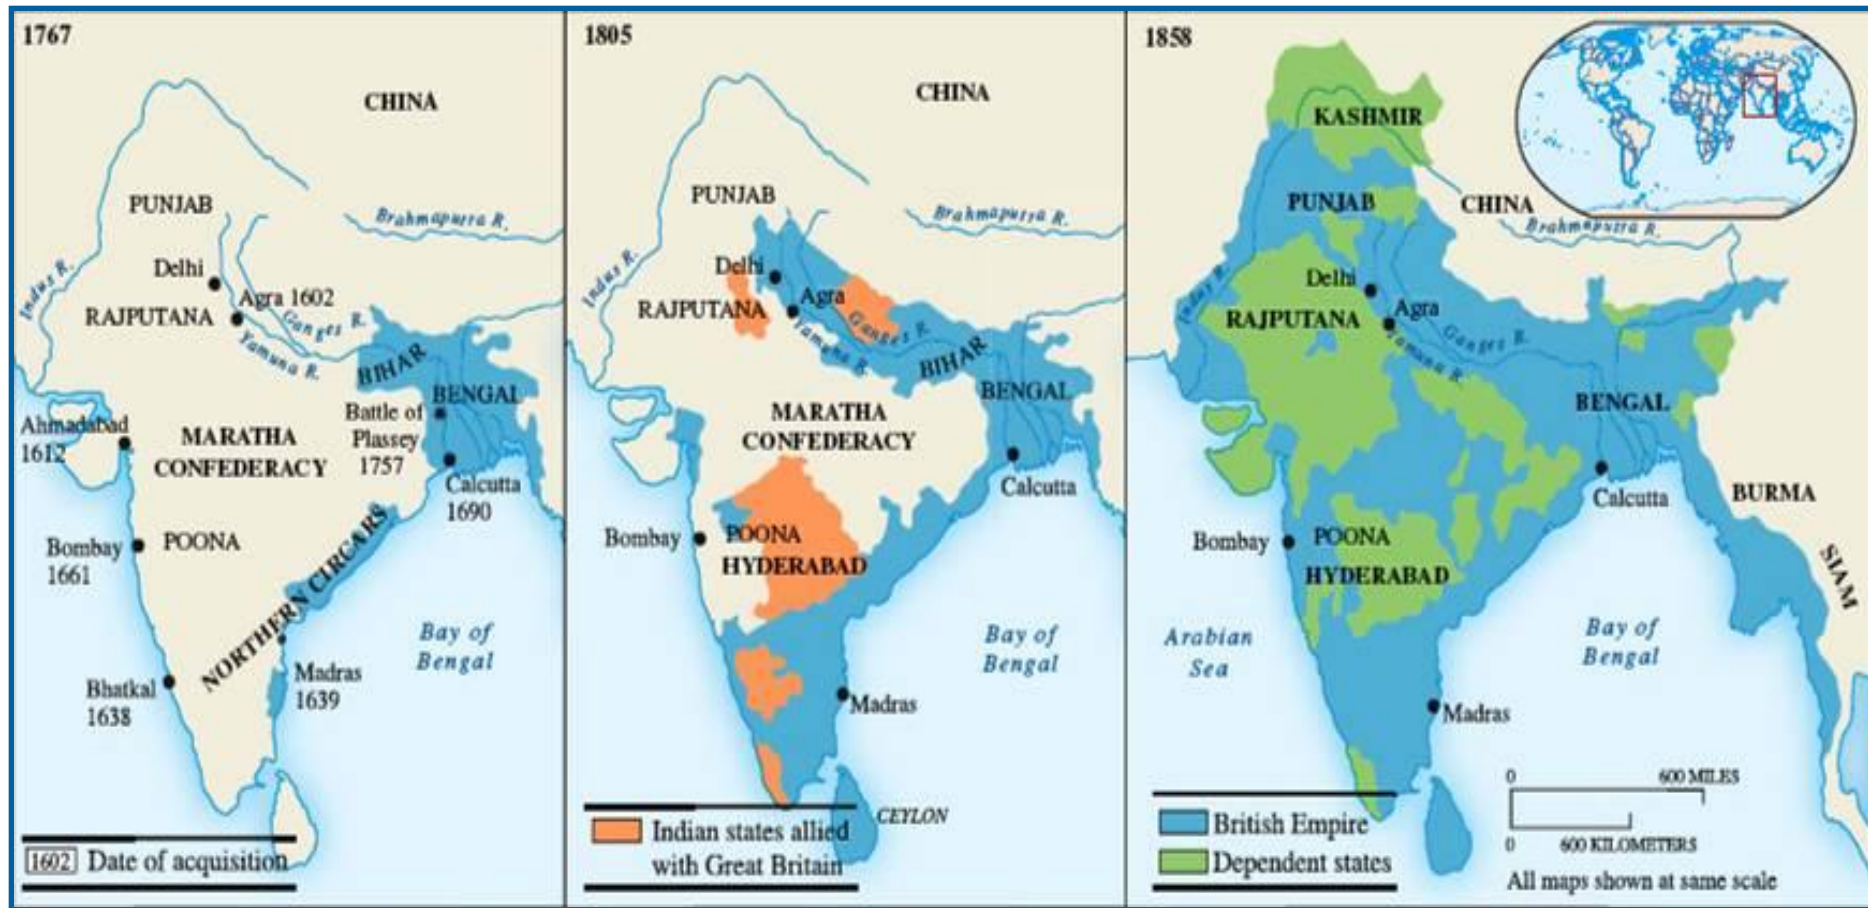 1767
CHINA
PUNJAB
Brahmaputra R.
Indus R.
Delhi
Agra 1602
RAJPUTANA
Ganges R.
Yamuna R.
BIHAR
BENGAL
Ahmadabad
1612
MARATHA
CONFEDERACY
Battle of
Plassey
1757
Calcutta
1690
Bombay
1661
POONA
NORTHERN CIRCARS
Bay of
Bengal
Bhatkal
1638
Madras
1639
1602 Date of acquisition
1805
CHINA
PUNJAB
Brahmaputra R.
Indus R.
Delhi
Agra
RAJPUTANA
Ganges R.
Yamuna R.
BIHAR
BENGAL
MARATHA
CONFEDERACY
Calcutta
Bombay
POONA
HYDERABAD
Bay of
Bengal
Madras
CEYLON
Indian states allied
with Great Britain
1858
KASHMIR
PUNJAB
CHINA
Brahmaputra R.
Indus R.
Delhi
Agra
RAJPUTANA
Ganges R.
Yamuna R.
BENGAL
Calcutta
BURMA
SIAM
Bombay
POONA
HYDERABAD
Arabian
Sea
Bay of
Bengal
Madras
British Empire
Dependent states
0 600 MILES
0 600 KILOMETERS
All maps shown at same scale